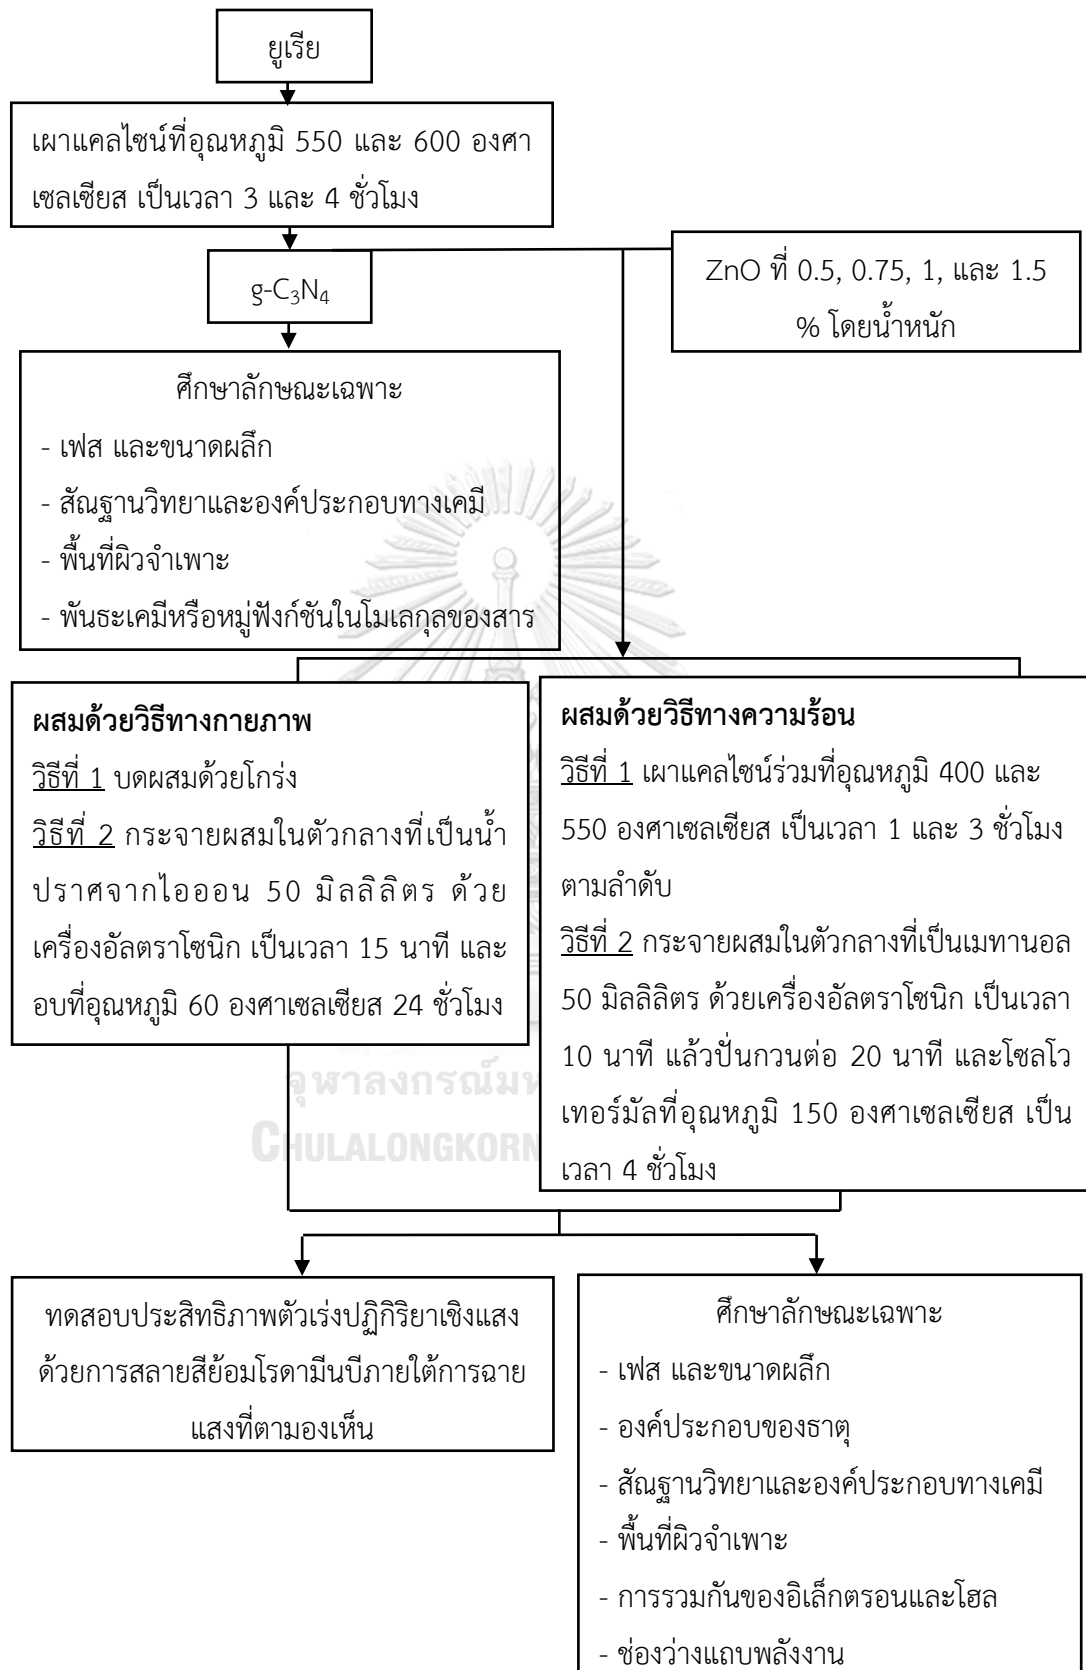 ยูเรีย
เผาแคลไซน์ที่อุณหภูมิ 550 และ 600 องศา
เซลเซียส เป็นเวลา 3 และ 4 ชั่วโมง
g-C₃N₄
ZnO ที่ 0.5, 0.75, 1, และ 1.5
% โดยน้ำหนัก
ศึกษาลักษณะเฉพาะ
- เฟส และขนาดผลึก
- สัณฐานวิทยาและองค์ประกอบทางเคมี
- พื้นที่ผิวจำเพาะ
- พันธะเคมีหรือหมู่ฟังก์ชันในโมเลกุลของสาร
ผสมด้วยวิธีทางกายภาพ
วิธีที่ 1 บดผสมด้วยโกร่ง
วิธีที่ 2 กระจายผสมในตัวกลางที่เป็นน้ำ
ปราศจากไอออน 50 มิลลิลิตร ด้วย
เครื่องอัลตราโซนิก เป็นเวลา 15 นาที และ
อบที่อุณหภูมิ 60 องศาเซลเซียส 24 ชั่วโมง
ผสมด้วยวิธีทางความร้อน
วิธีที่ 1 เผาแคลไซน์ร่วมที่อุณหภูมิ 400 และ
550 องศาเซลเซียส เป็นเวลา 1 และ 3 ชั่วโมง
ตามลำดับ
วิธีที่ 2 กระจายผสมในตัวกลางที่เป็นเมทานอล
50 มิลลิลิตร ด้วยเครื่องอัลตราโซนิก เป็นเวลา
10 นาที แล้วปั่นกวนต่อ 20 นาที และโซลโว
เทอร์มัลที่อุณหภูมิ 150 องศาเซลเซียส เป็น
เวลา 4 ชั่วโมง
จุฬาลงกรณ์มห
CHULALONGKORN
ทดสอบประสิทธิภาพตัวเร่งปฏิกิริยาเชิงแสง
ด้วยการสลายสีย้อมโรดามีนบีภายใต้การฉาย
แสงที่ตามองเห็น
ศึกษาลักษณะเฉพาะ
- เฟส และขนาดผลึก
- องค์ประกอบของธาตุ
- สัณฐานวิทยาและองค์ประกอบทางเคมี
- พื้นที่ผิวจำเพาะ
- การรวมกันของอิเล็กตรอนและโฮล
- ช่องว่างแถบพลังงาน